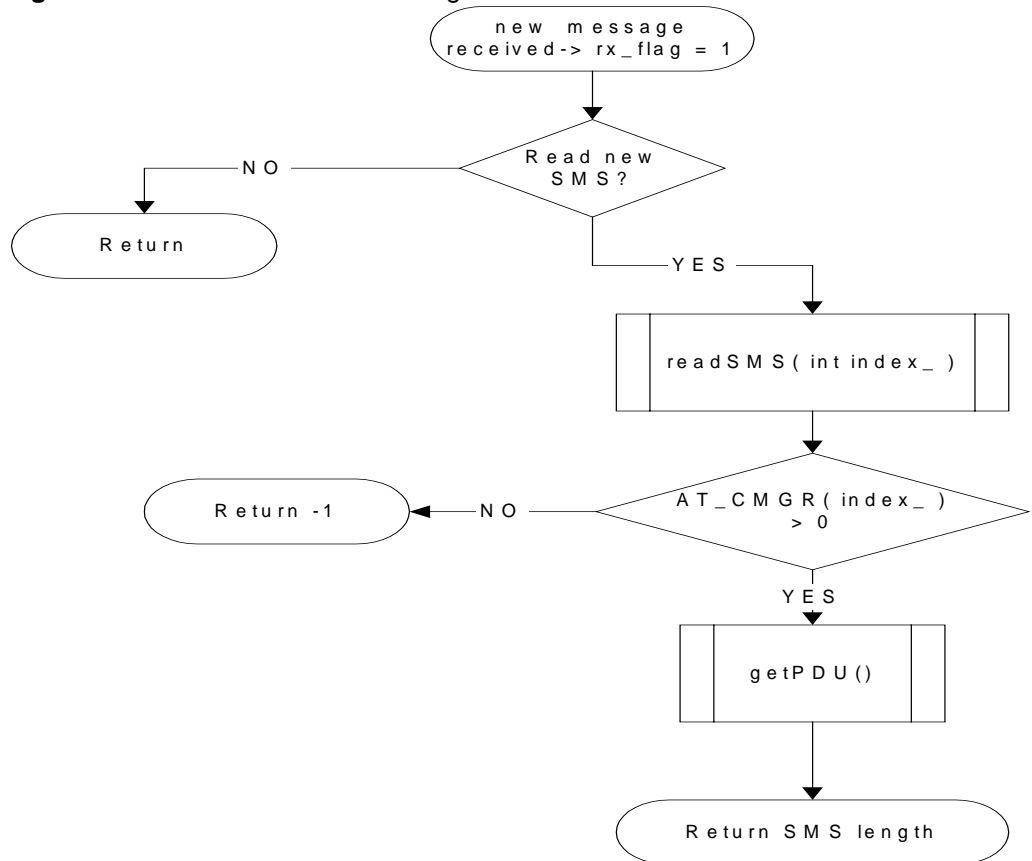 new message
received-> rx_flag = 1
Read new
SMS?
NO
Return
YES
readSMS( int index_ )
AT_CMGR( index_ )
> 0
NO
Return -1
YES
getPDU()
Return SMS length